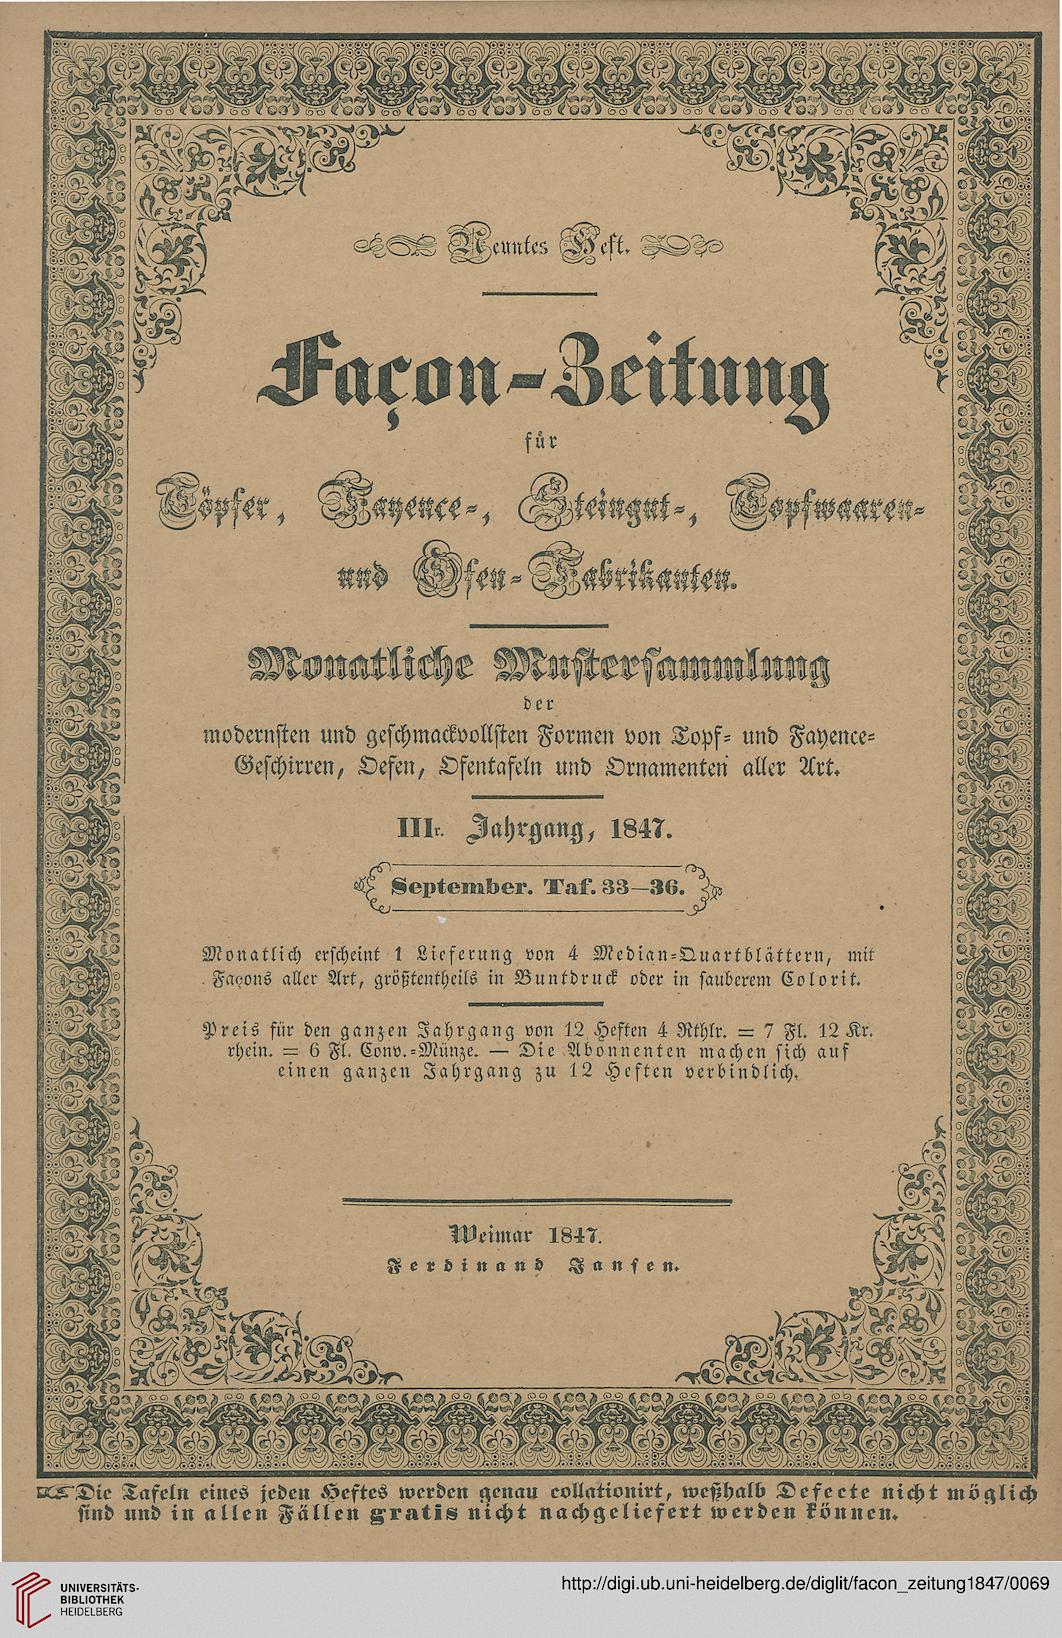 Neuntes Heft.
Façon-Zeitung
für
Töpfer, Fayence-, Steingut-, Topfwaaren-
und Ofen-Fabrikanten.
Monatliche Mustersammlung
der
modernsten und geschmackvollsten Formen von Topf- und Fayence-
Geschirren, Oefen, Ofentafeln und Ornamenten aller Art.
IIIr. Jahrgang, 1847.
September. Taf. 33—36.
Monatlich erscheint 1 Lieferung von 4 Median-Quartblättern, mit
Façons aller Art, größtentheils in Buntdruck oder in sauberem Colorit.
Preis für den ganzen Jahrgang von 12 Heften 4 Rthlr. = 7 Fl. 12 Kr.
rhein. = 6 Fl. Conv.-Münze. — Die Abonnenten machen sich auf
einen ganzen Jahrgang zu 12 Heften verbindlich.
Weimar 1847.
Ferdinand Jansen.
☞ Die Tafeln eines jeden Heftes werden genau collationirt, weßhalb Defecte nicht möglich
sind und in allen Fällen gratis nicht nachgeliefert werden können.
UNIVERSITÄTS-
BIBLIOTHEK
HEIDELBERG
http://digi.ub.uni-heidelberg.de/diglit/facon_zeitung1847/0069